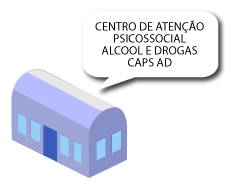 CENTRO DE ATENÇÃO
PSICOSSOCIAL
ALCOOL E DROGAS
CAPS AD